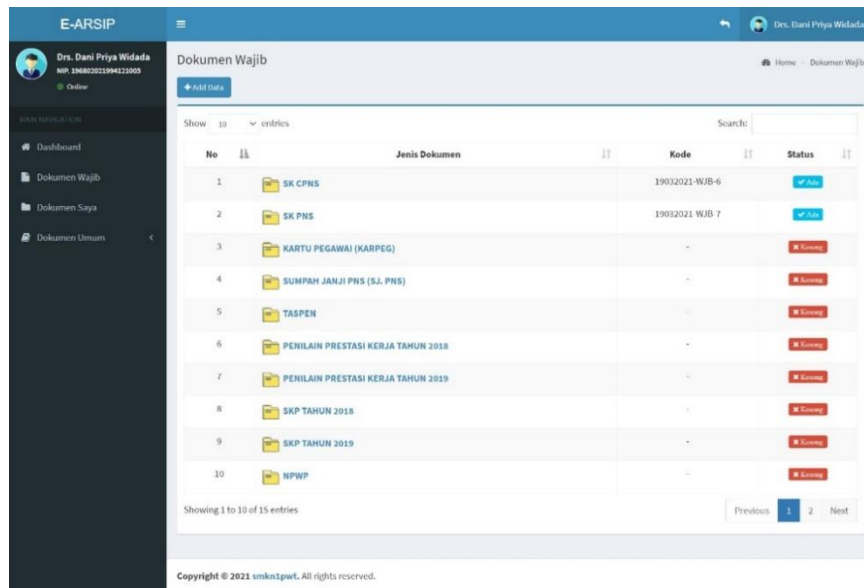 E-ARSIP
Drs. Dani Priya Widada
Drs. Dani Priya Widada
NIP. 196802021994121005
Online
MAIN NAVIGATION
Dashboard
Dokumen Wajib
Dokumen Saya
Dokumen Umum
Dokumen Wajib
Home Dokumen Wajib
Add Data
Show 10 entries Search:
No Jenis Dokumen Kode Status
1 SK CPNS 19032021-WJB-6 Ada
2 SK PNS 19032021 WJB 7 Ada
3 KARTU PEGAWAI (KARPEG) - Kosong
4 SUMPAH JANJI PNS (SJ. PNS) - Kosong
5 TASPEN - Kosong
6 PENILAIN PRESTASI KERJA TAHUN 2018 - Kosong
7 PENILAIN PRESTASI KERJA TAHUN 2019 - Kosong
8 SKP TAHUN 2018 - Kosong
9 SKP TAHUN 2019 - Kosong
10 NPWP - Kosong
Showing 1 to 10 of 15 entries Previous 1 2 Next
Copyright © 2021 smkn1pwt. All rights reserved.